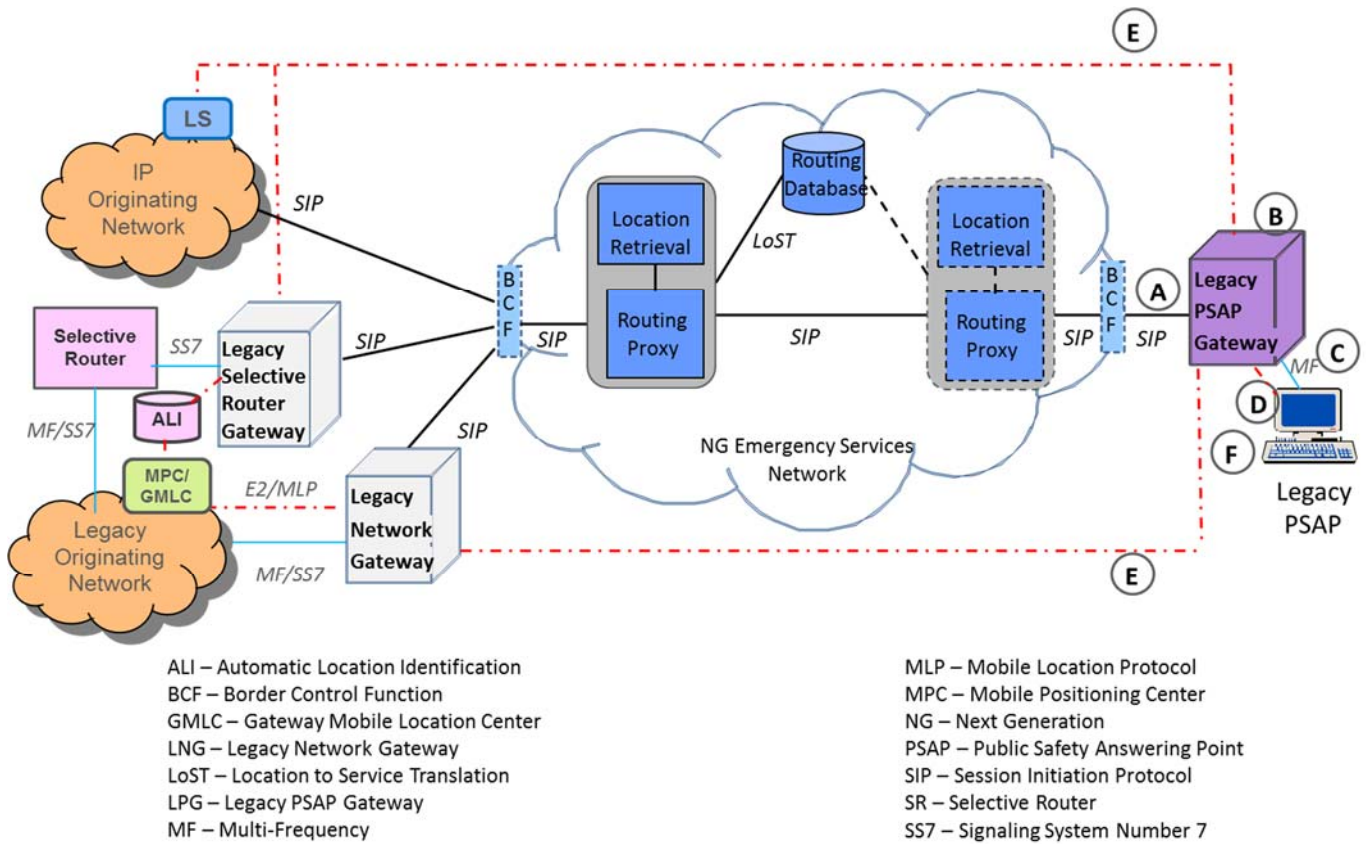 E
LS
IP
Originating
Network
SIP
Routing
Database
Location
Retrieval
LoST
Location
Retrieval
B
Legacy
PSAP
Gateway
B
C
F
B
C
F
A
Selective
Router
SS7
Legacy
Selective
Router
Gateway
SIP
SIP
Routing
Proxy
SIP
Routing
Proxy
SIP
SIP
C
MF
D
ALI
MF/SS7
SIP
NG Emergency Services
Network
F
MPC/
GMLC
E2/MLP
Legacy
Network
Gateway
Legacy
PSAP
Legacy
Originating
Network
MF/SS7
E
ALI – Automatic Location Identification
BCF – Border Control Function
GMLC – Gateway Mobile Location Center
LNG – Legacy Network Gateway
LoST – Location to Service Translation
LPG – Legacy PSAP Gateway
MF – Multi-Frequency
MLP – Mobile Location Protocol
MPC – Mobile Positioning Center
NG – Next Generation
PSAP – Public Safety Answering Point
SIP – Session Initiation Protocol
SR – Selective Router
SS7 – Signaling System Number 7